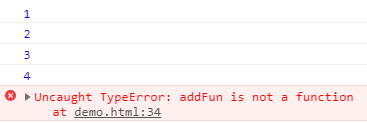 1
2
3
4
Uncaught TypeError: addFun is not a function
at demo.html:34